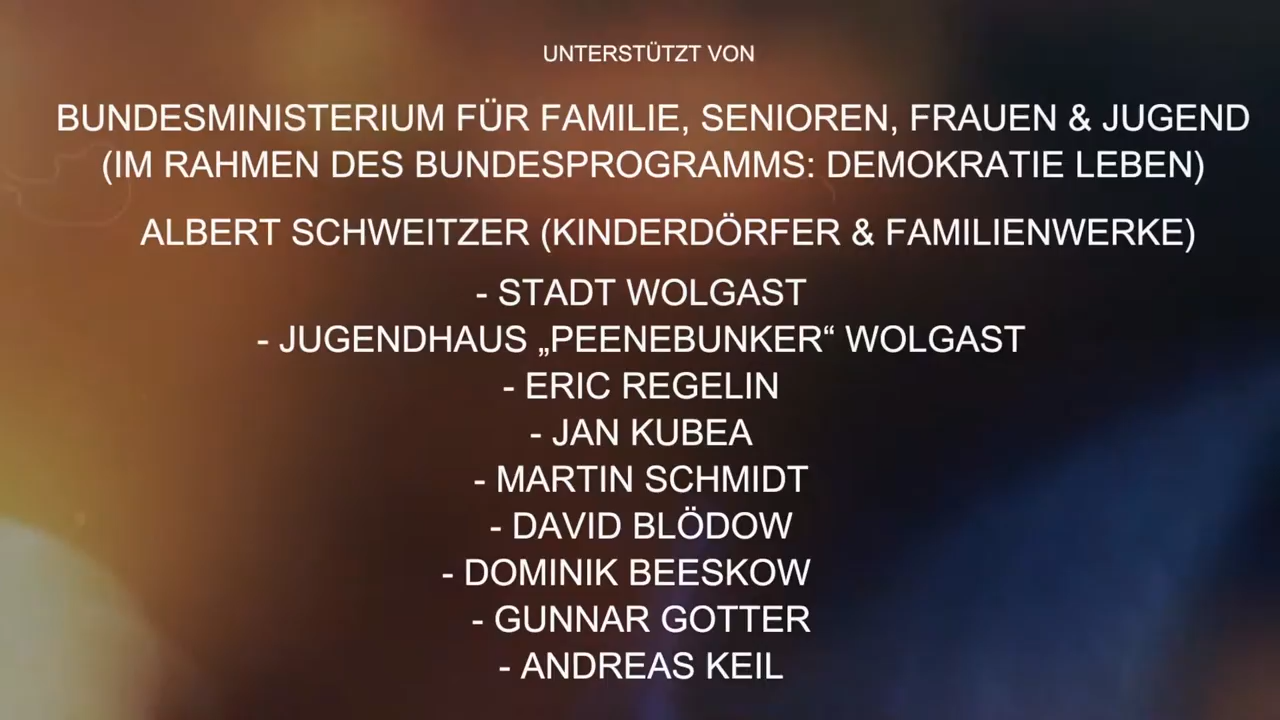 UNTERSTÜTZT VON
BUNDESMINISTERIUM FÜR FAMILIE, SENIOREN, FRAUEN & JUGEND
(IM RAHMEN DES BUNDESPROGRAMMS: DEMOKRATIE LEBEN)
ALBERT SCHWEITZER (KINDERDÖRFER & FAMILIENWERKE)
- STADT WOLGAST
- JUGENDHAUS „PEENEBUNKER“ WOLGAST
- ERIC REGELIN
- JAN KUBEA
- MARTIN SCHMIDT
- DAVID BLÖDOW
- DOMINIK BEESKOW
- GUNNAR GOTTER
- ANDREAS KEIL